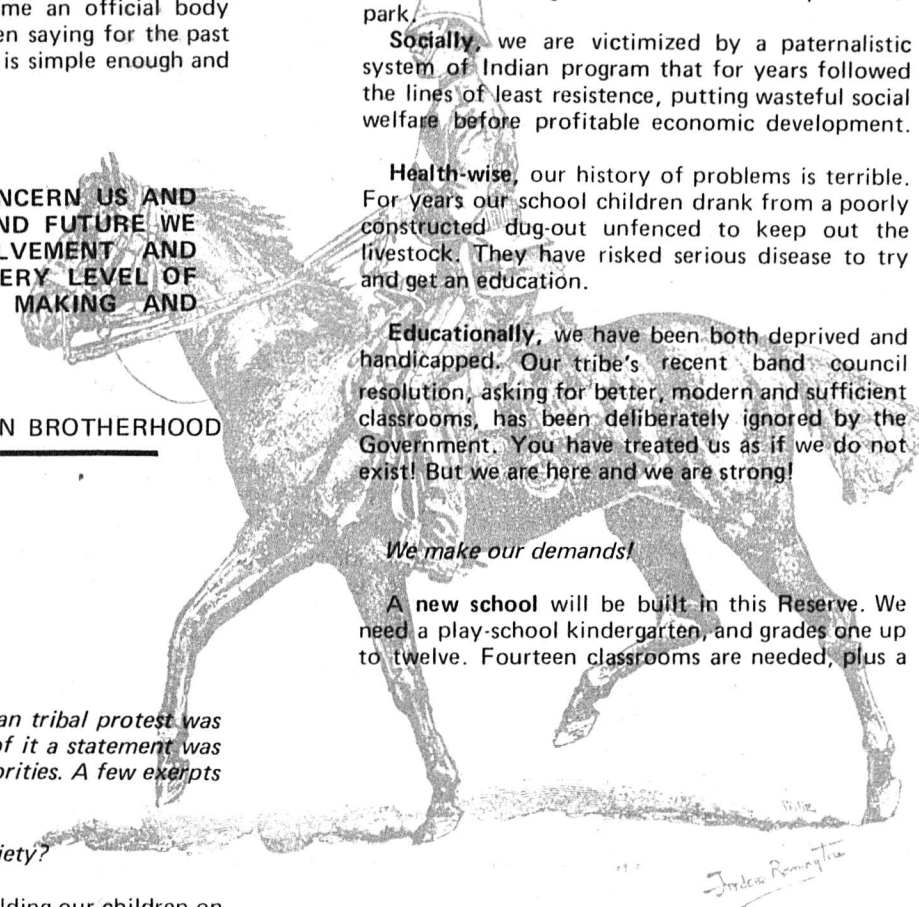 me an official body
en saying for the past
is simple enough and
NCERN US AND
ND FUTURE WE
LVEMENT AND
ERY LEVEL OF
MAKING AND
N BROTHERHOOD
an tribal protest was
of it a statement was
orities. A few exerpts
iety?
lding our children on
park.
Socially, we are victimized by a paternalistic
system of Indian program that for years followed
the lines of least resistence, putting wasteful social
welfare before profitable economic development.
Health-wise, our history of problems is terrible.
For years our school children drank from a poorly
constructed dug-out unfenced to keep out the
livestock. They have risked serious disease to try
and get an education.
Educationally, we have been both deprived and
handicapped. Our tribe's recent band council
resolution, asking for better, modern and sufficient
classrooms, has been deliberately ignored by the
Government. You have treated us as if we do not
exist! But we are here and we are strong!
We make our demands!
A new school will be built in this Reserve. We
need a play-school kindergarten, and grades one up
to twelve. Fourteen classrooms are needed, plus a
Frederic Remington